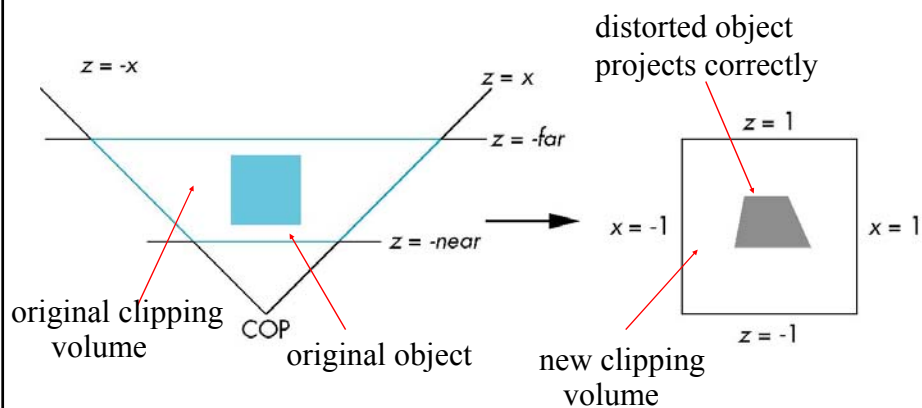 distorted object
projects correctly
z = -x
z = x
z = 1
z = -far
x = -1
x = 1
z = -near
original clipping
volume
COP
original object
z = -1
new clipping
volume